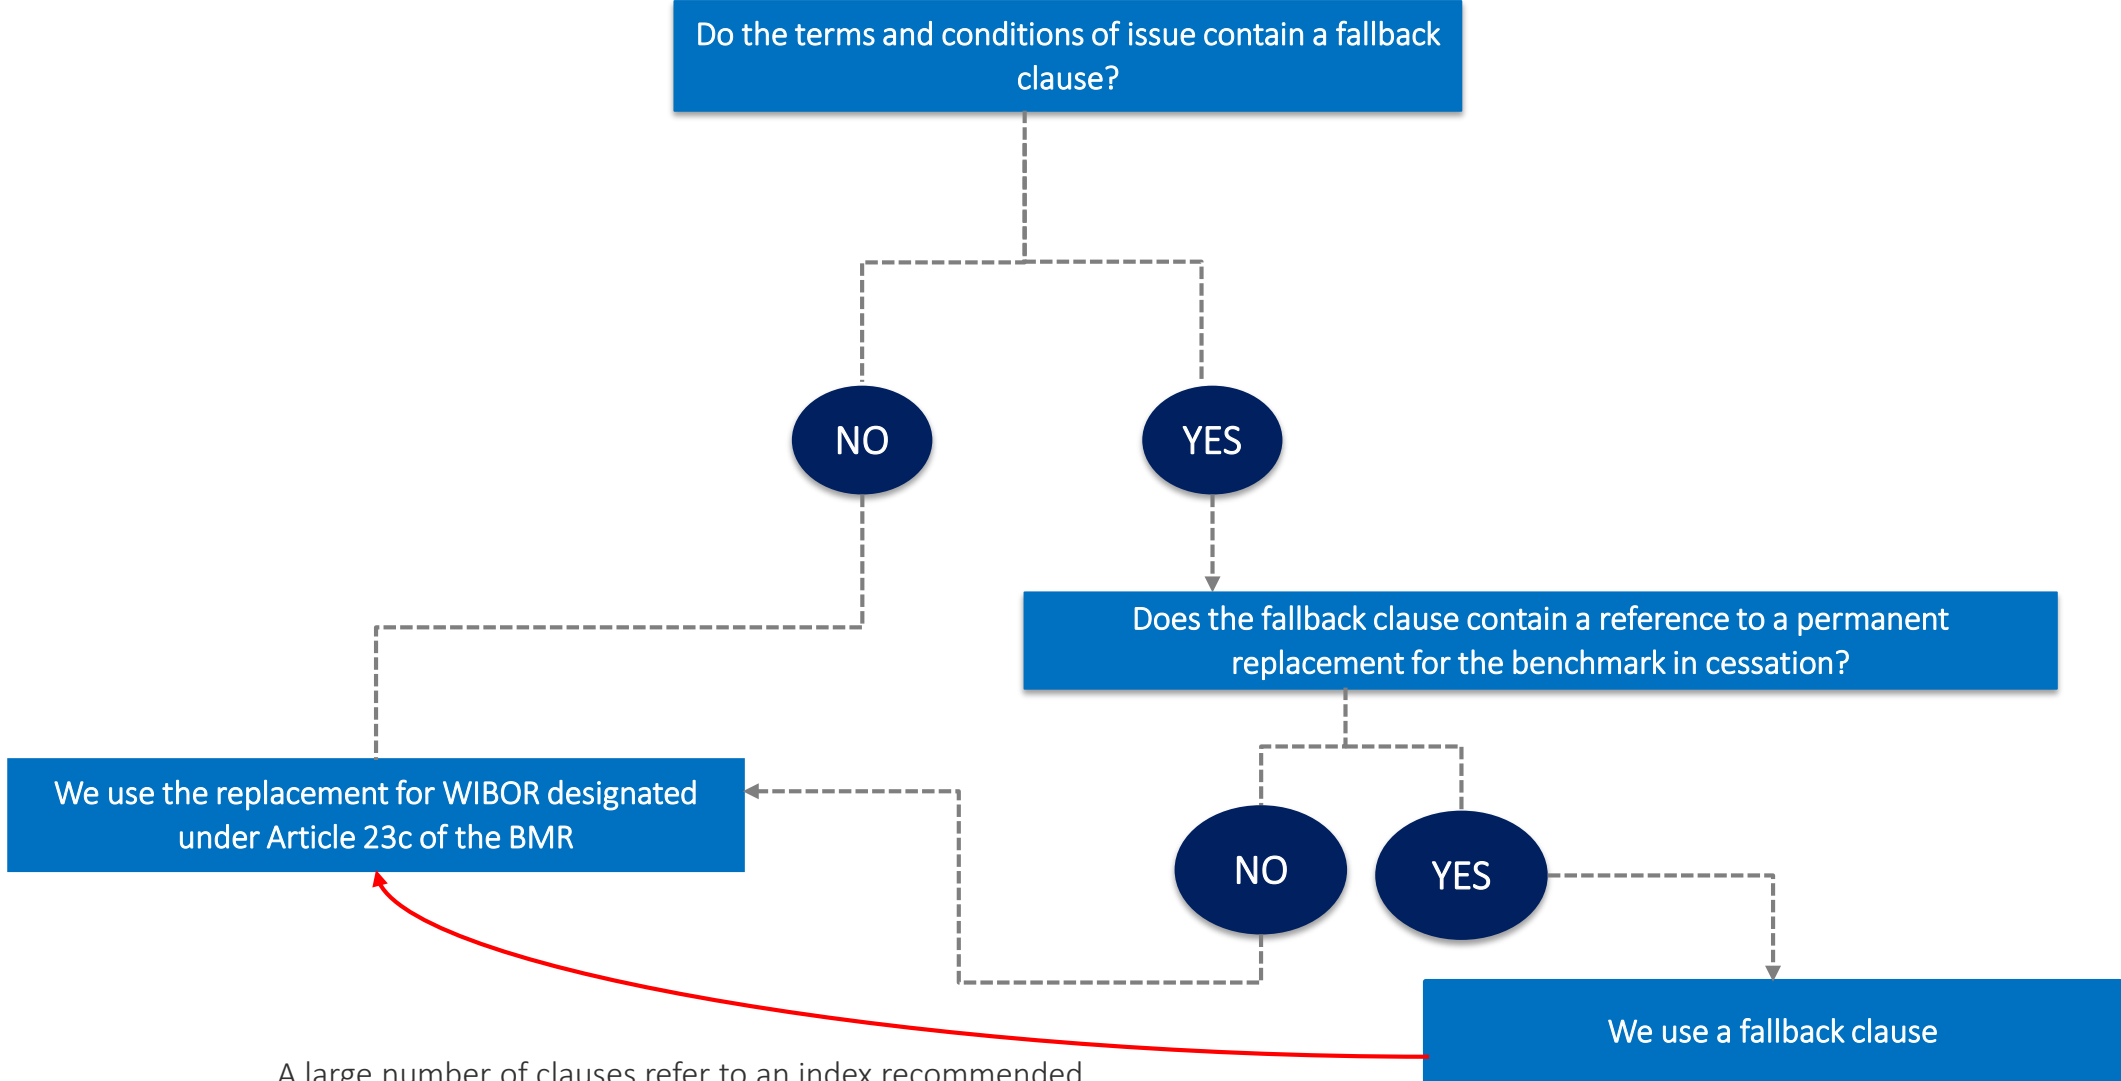 Do the terms and conditions of issue contain a fallback
clause?
NO
YES
Does the fallback clause contain a reference to a permanent
replacement for the benchmark in cessation?
We use the replacement for WIBOR designated
under Article 23c of the BMR
NO
YES
We use a fallback clause
A large number of clauses refer to an index recommended